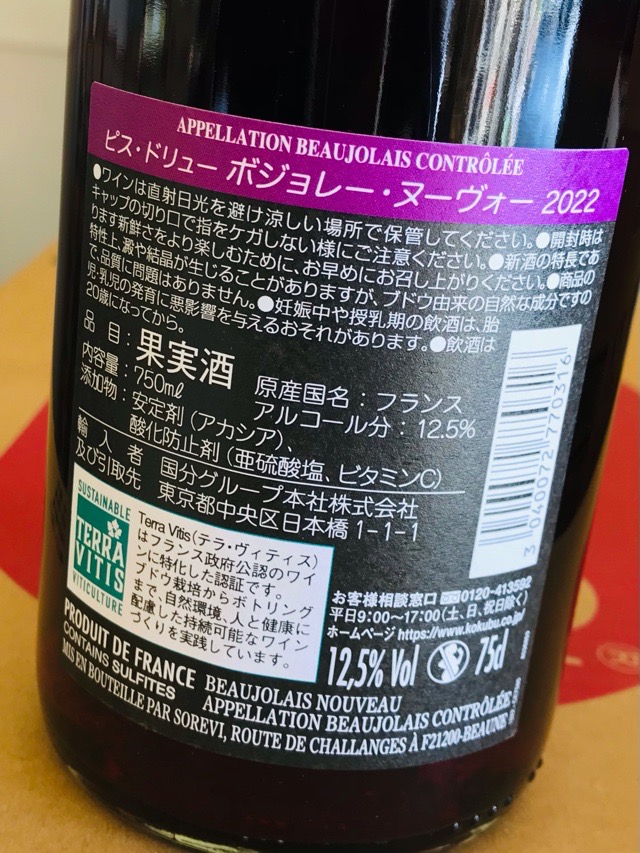 APPELLATION BEAUJOLAIS CONTRÔLÉE
ピス・ドリュー ボジョレー・ヌーヴォー 2022
●ワインは直射日光を避け涼しい場所で保管してください。●開封時は
キャップの切り口で指をケガしない様にご注意ください。●新酒の特長であ
ります新鮮さをより楽しむために、お早めにお召し上がりください。●商品の
特性上、澱や結晶が生じることがありますが、ブドウ由来の自然な成分ですの
で、品質に問題はありません。●妊娠中や授乳期の飲酒は、胎
児・乳児の発育に悪影響を与えるおそれがあります。●飲酒は
20歳になってから。
品目:果実酒
内容量:750ml
原産国名:フランス
アルコール分:12.5%
添加物:安定剤(アカシア)、
酸化防止剤(亜硫酸塩、ビタミンC)
輸入者 国分グループ本社株式会社
及び引取先 東京都中央区日本橋1-1-1
3 040072 770316
SUSTAINABLE
TERRA
VITIS
VITICULTURE
Terra Vitis(テラ・ヴィティス)
はフランス政府公認のワイ
ンに特化した認証です。
ブドウ栽培からボトリング
まで、自然環境、人と健康に
配慮した持続可能なワイン
づくりを実践しています。
お客様相談窓口 0120-413592
平日9:00~17:00(土、日、祝日除く)
ホームページ https://www.kokubu.co.jp/
12,5% Vol 75cl
PRODUIT DE FRANCE
CONTAINS SULFITES
BEAUJOLAIS NOUVEAU
APPELLATION BEAUJOLAIS CONTRÔLÉE
MIS EN BOUTEILLE PAR SOREVI, ROUTE DE CHALLANGES À F21200-BEAUNE